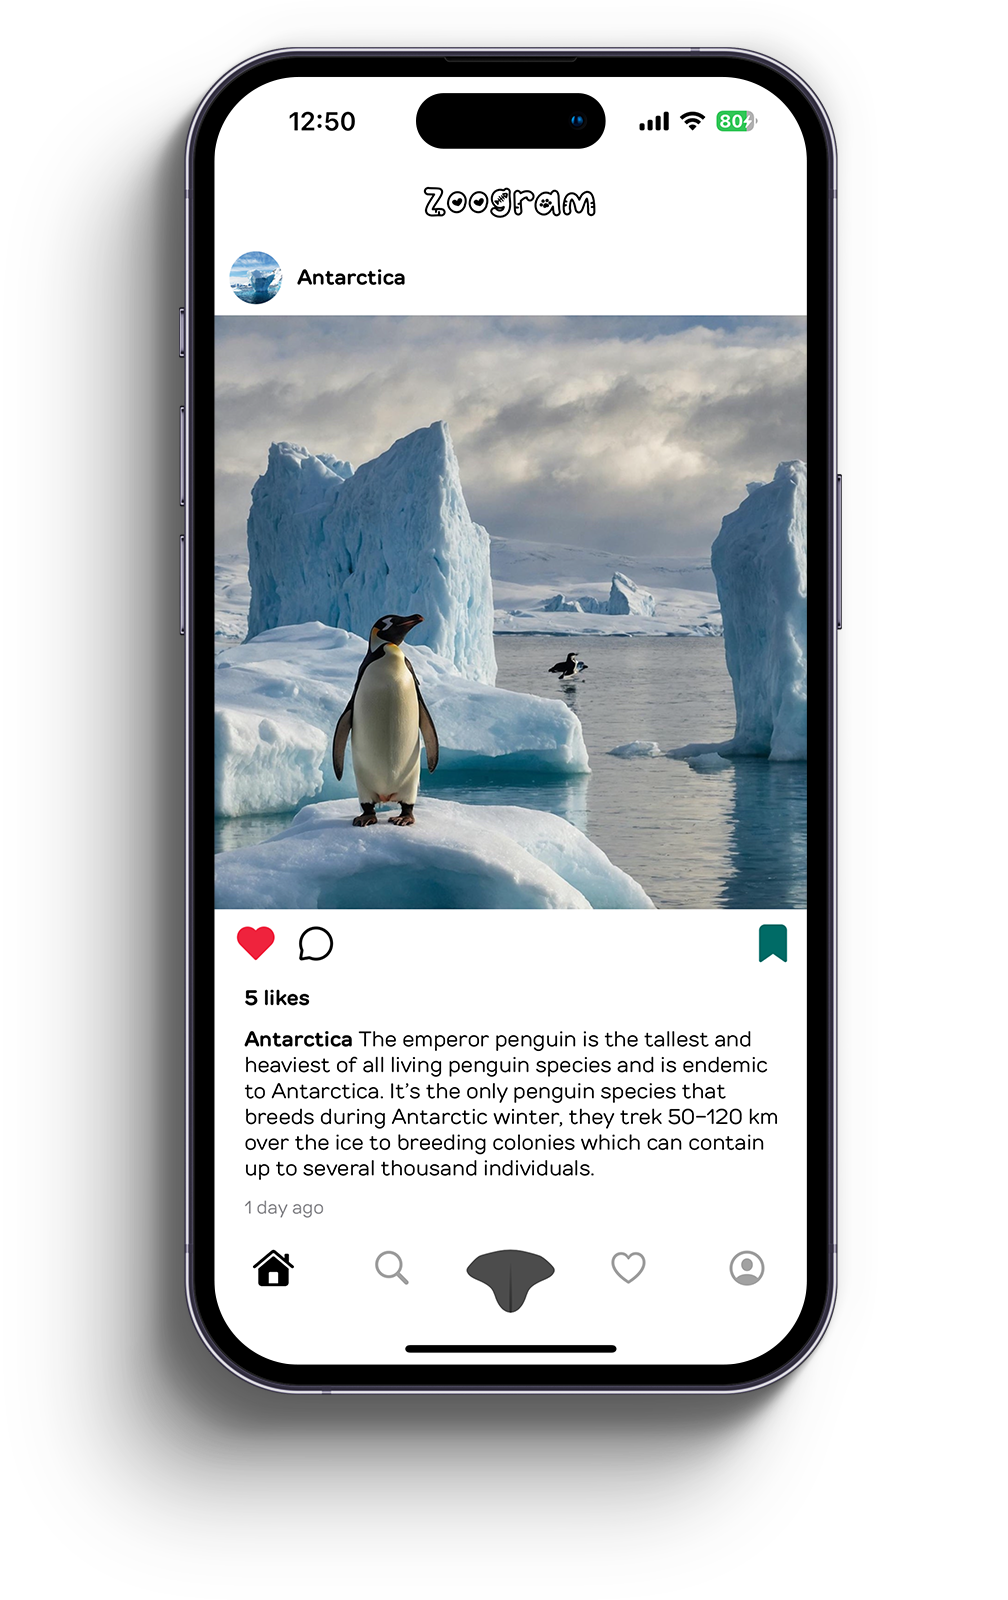 12:50
80
Zoogram
Antarctica
5 likes
Antarctica The emperor penguin is the tallest and
heaviest of all living penguin species and is endemic
to Antarctica. It’s the only penguin species that
breeds during Antarctic winter, they trek 50–120 km
over the ice to breeding colonies which can contain
up to several thousand individuals.
1 day ago